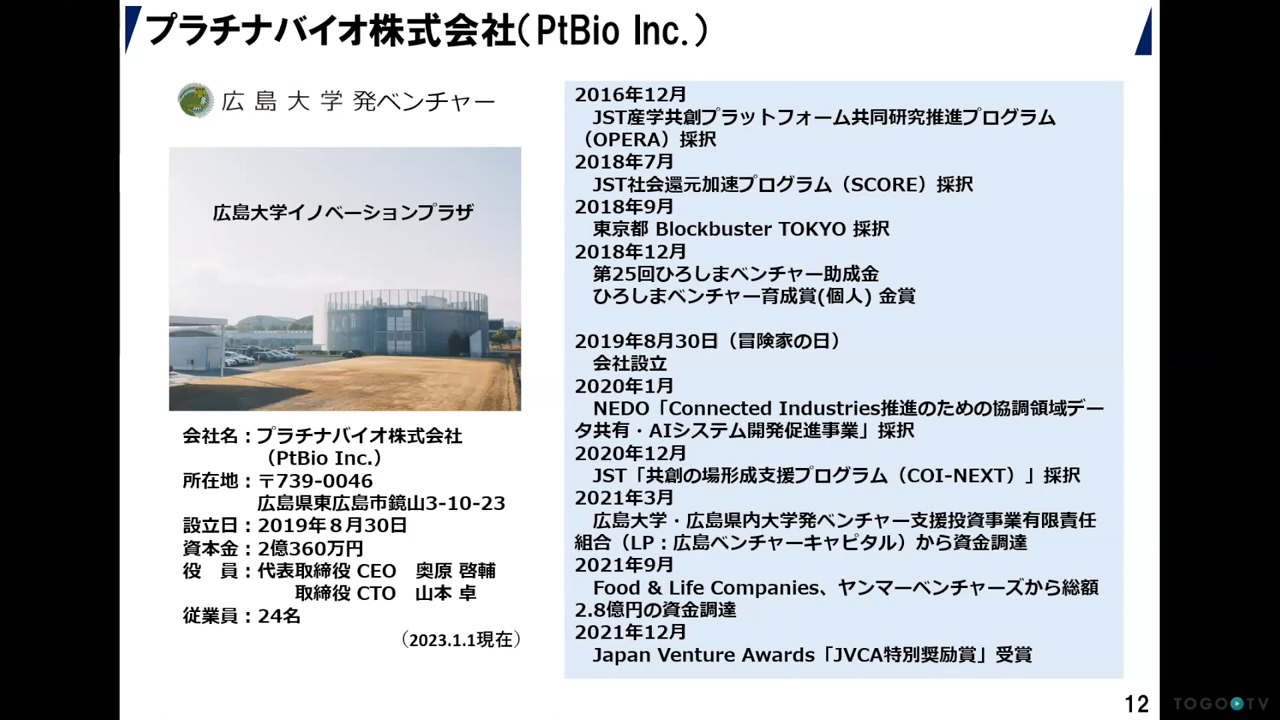 プラチナバイオ株式会社（PtBio Inc.）
広島大学発ベンチャー
広島大学イノベーションプラザ
会社名：プラチナバイオ株式会社
（PtBio Inc.）
所在地：〒739-0046
広島県東広島市鏡山3-10-23
設立日：2019年８月30日
資本金：2億360万円
役　員：代表取締役 CEO　奥原 啓輔
取締役 CTO　山本 卓
従業員：24名
（2023.1.1現在）
2016年12月
JST産学共創プラットフォーム共同研究推進プログラム
（OPERA）採択
2018年7月
JST社会還元加速プログラム（SCORE）採択
2018年9月
東京都 Blockbuster TOKYO 採択
2018年12月
第25回ひろしまベンチャー助成金
ひろしまベンチャー育成賞(個人) 金賞
2019年8月30日（冒険家の日）
会社設立
2020年1月
NEDO「Connected Industries推進のための協調領域デー
タ共有・AIシステム開発促進事業」採択
2020年12月
JST「共創の場形成支援プログラム（COI-NEXT）」採択
2021年3月
広島大学・広島県内大学発ベンチャー支援投資事業有限責任
組合（LP：広島ベンチャーキャピタル）から資金調達
2021年9月
Food & Life Companies、ヤンマーベンチャーズから総額
2.8億円の資金調達
2021年12月
Japan Venture Awards「JVCA特別奨励賞」受賞
12
TOGO TV